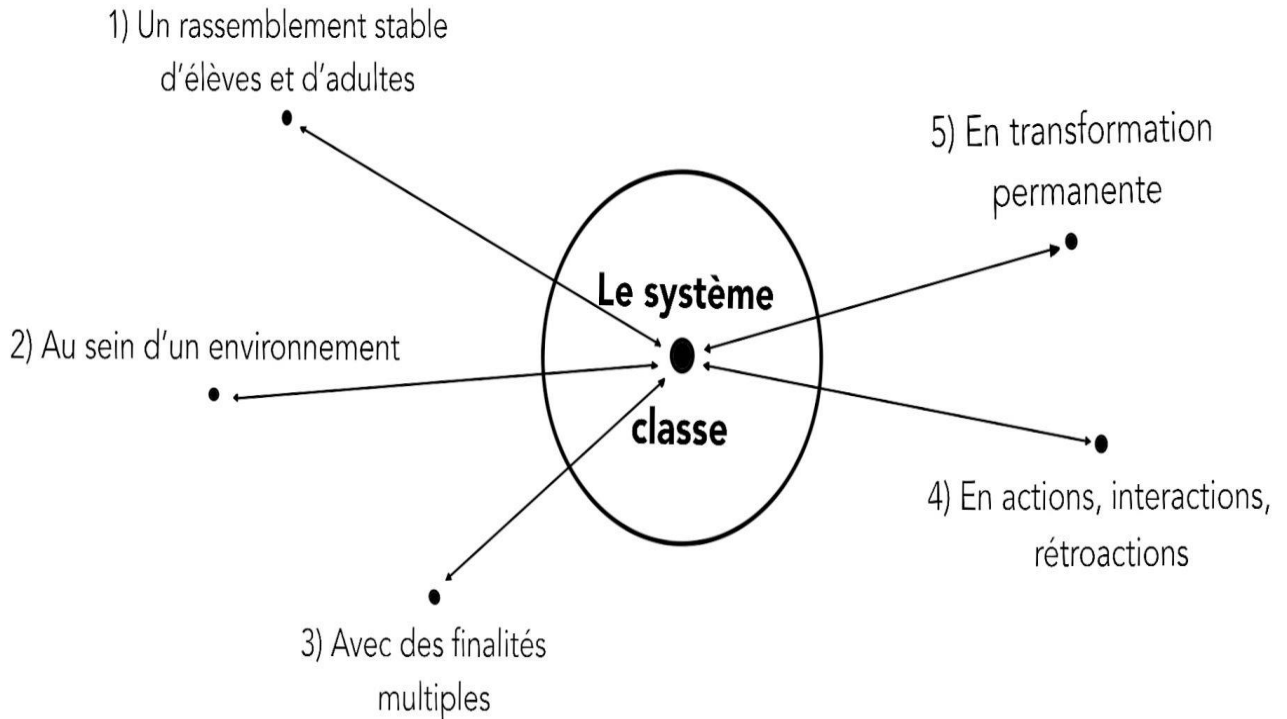 1) Un rassemblement stable
d'élèves et d'adultes
5) En transformation
permanente
Le système
classe
2) Au sein d'un environnement
4) En actions, interactions,
rétroactions
3) Avec des finalités
multiples